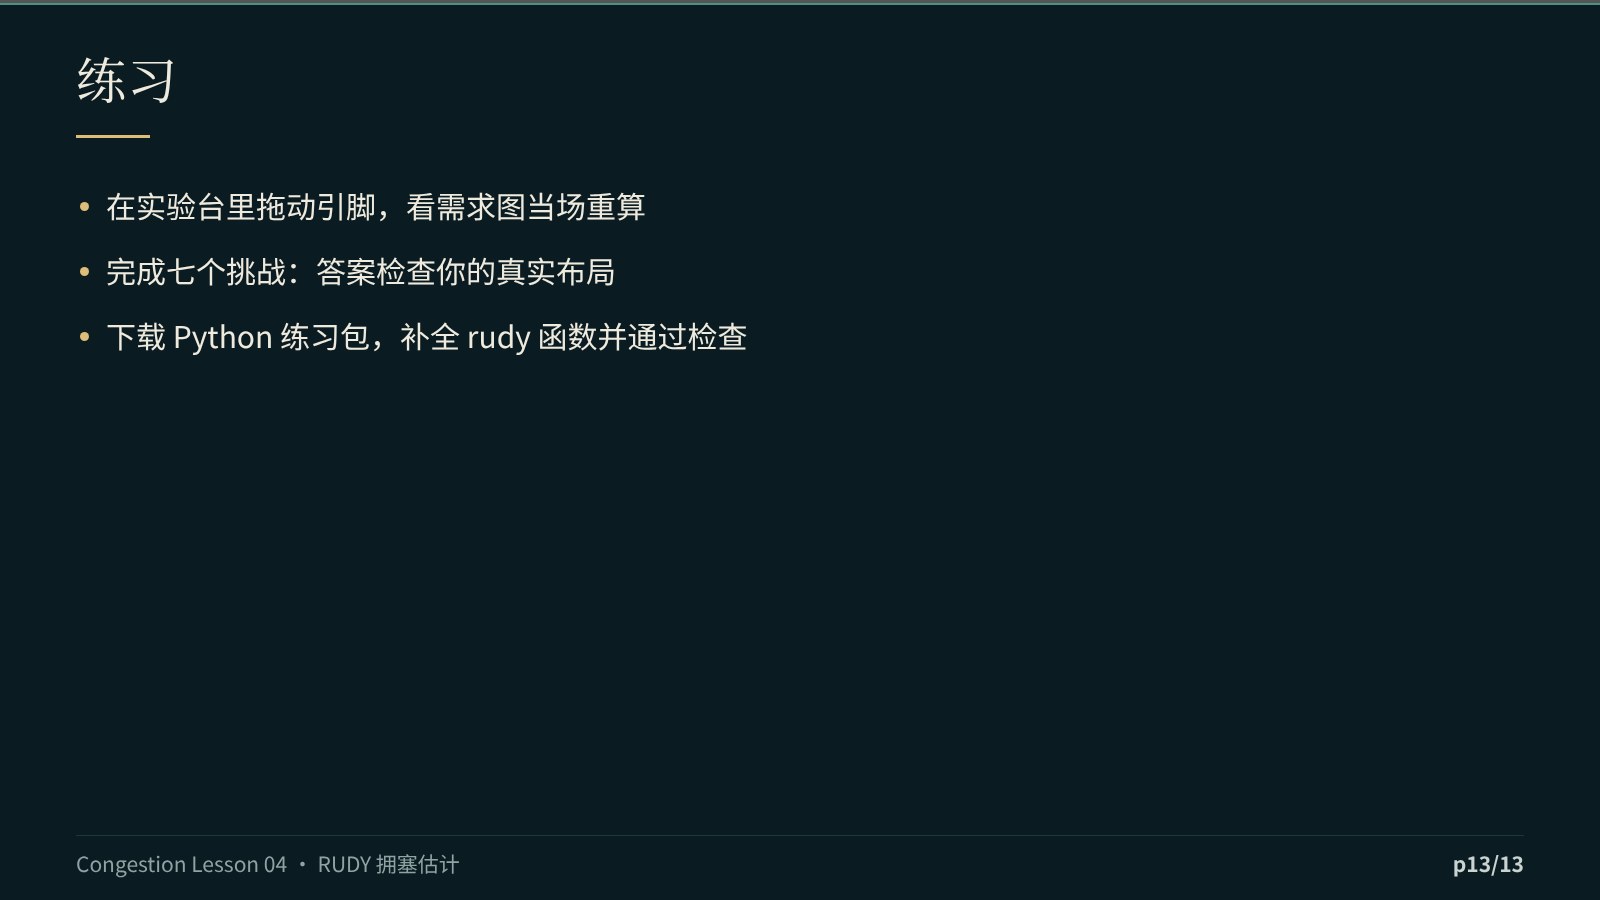 练习
在实验台里拖动引脚，看需求图当场重算
完成七个挑战：答案检查你的真实布局
下载 Python 练习包，补全 rudy 函数并通过检查
Congestion Lesson 04 · RUDY 拥塞估计
p13/13